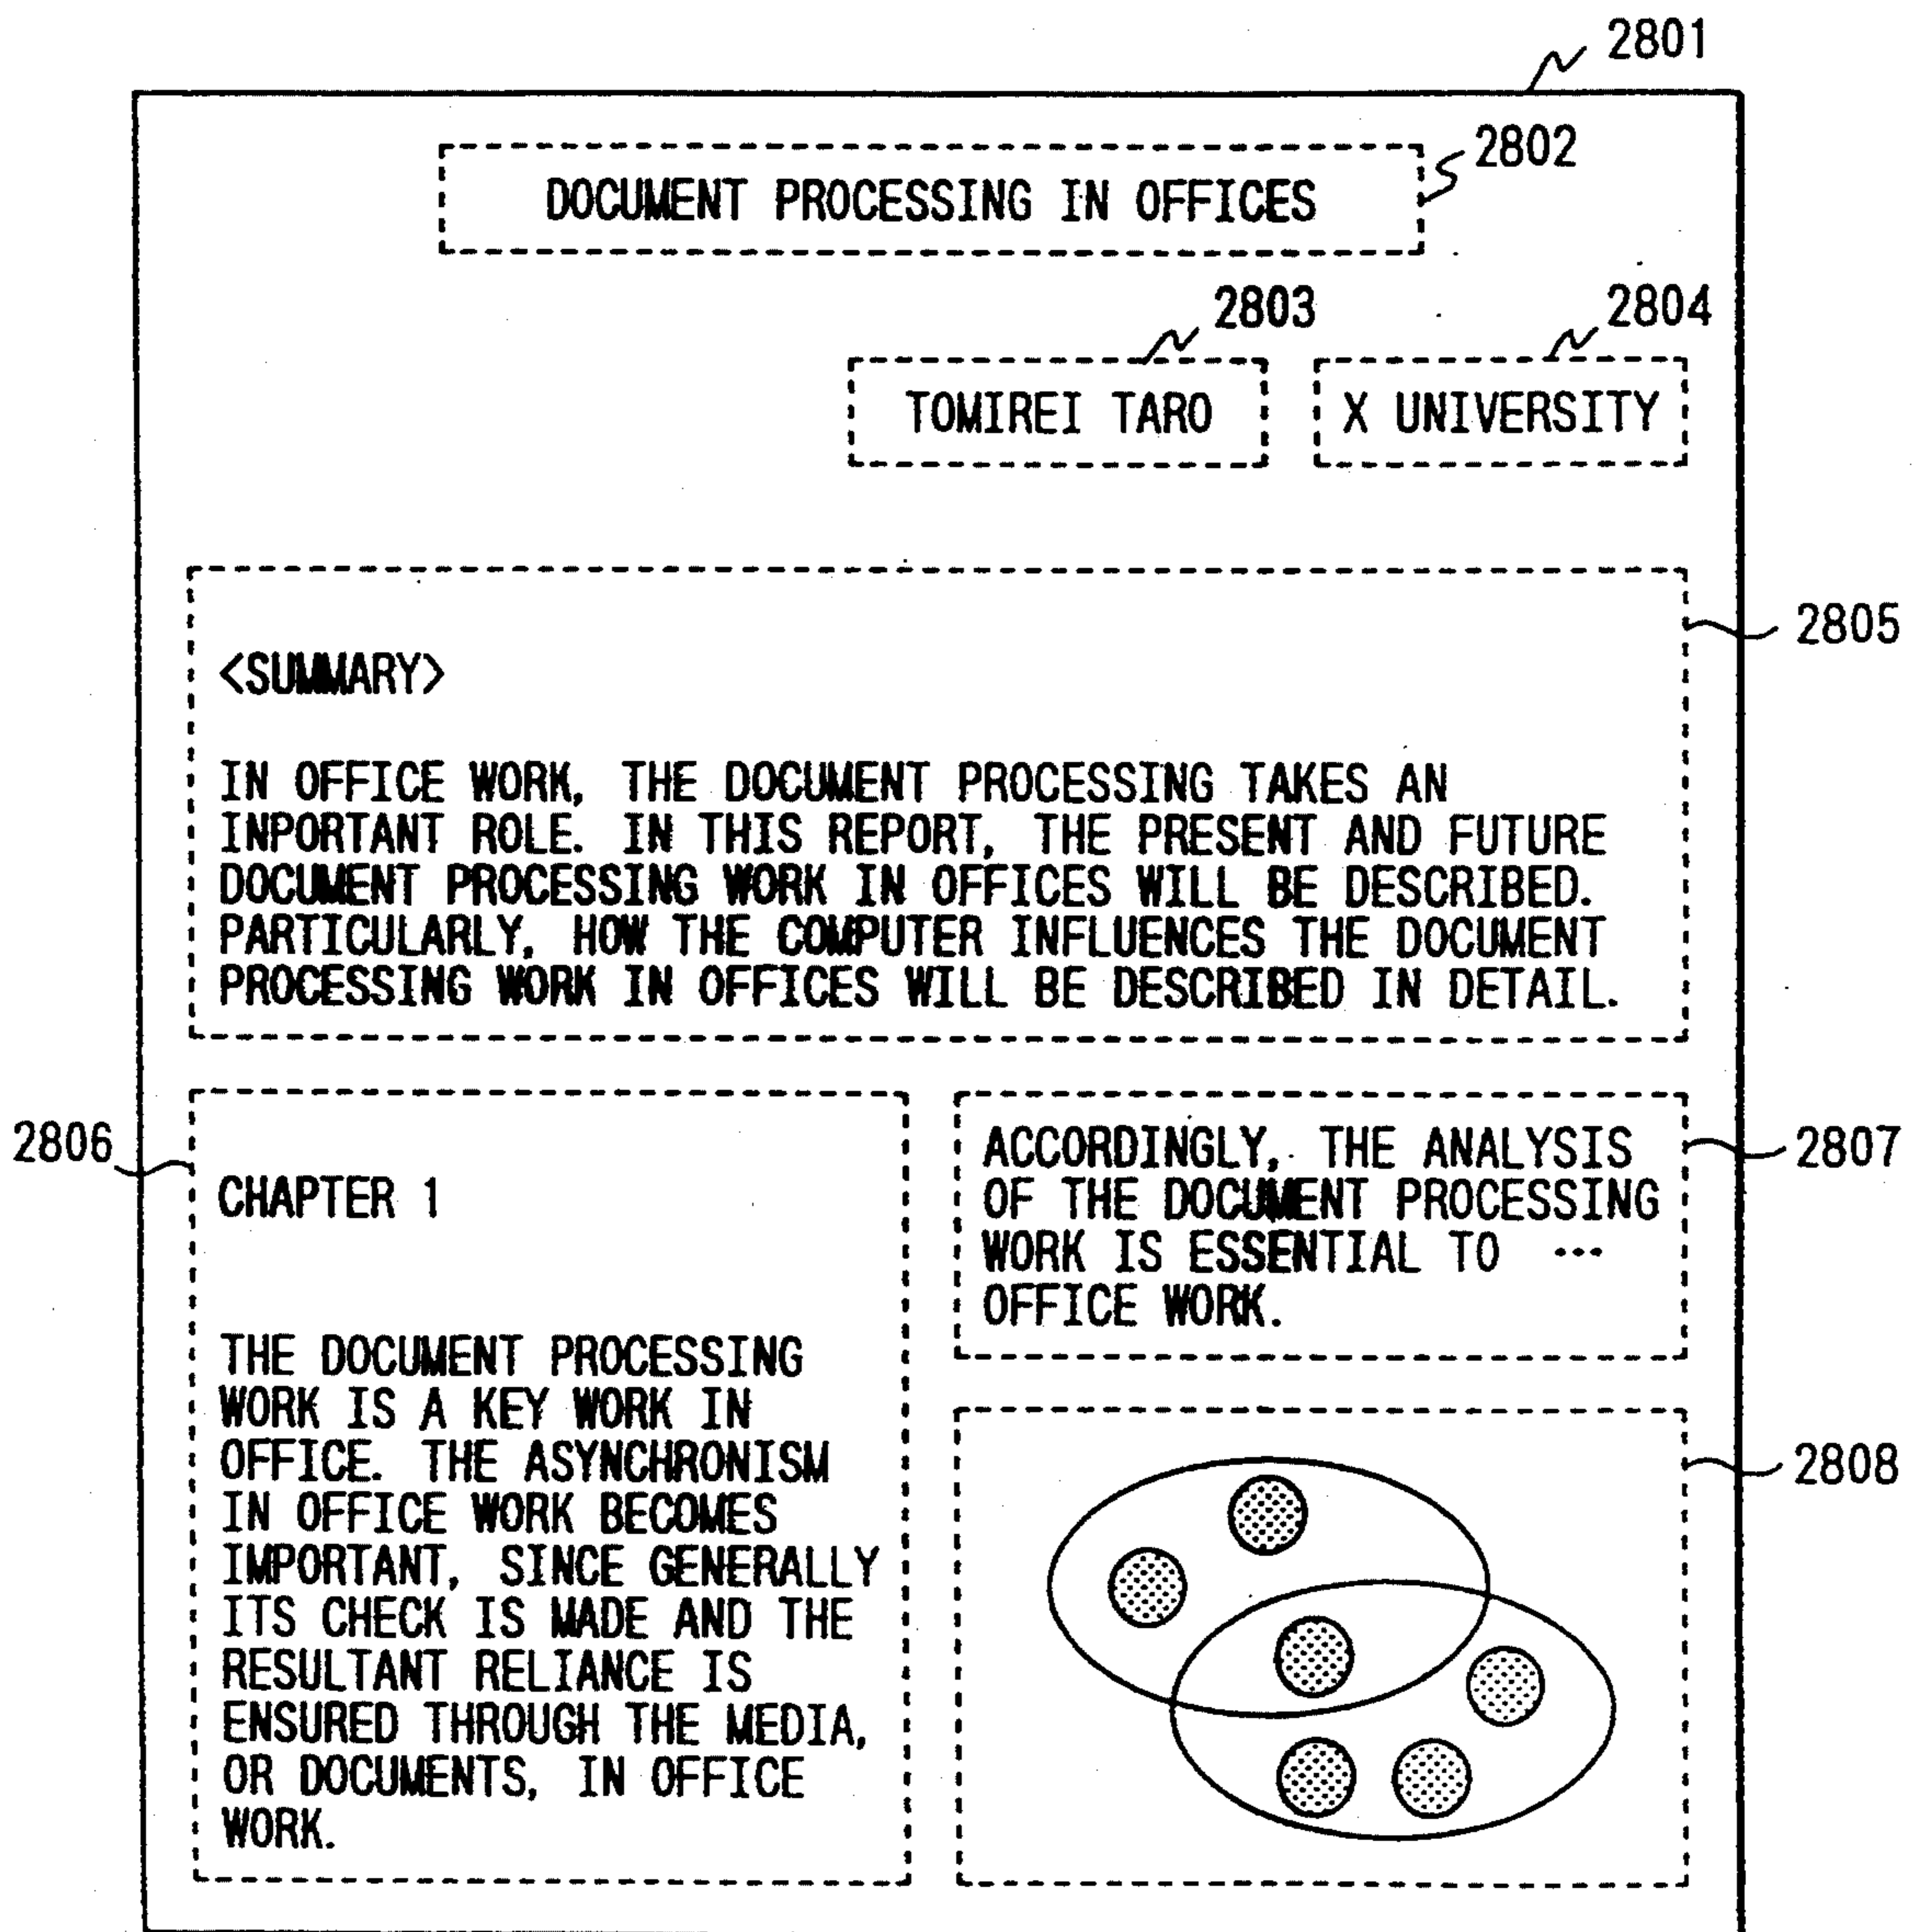 2801
2802
DOCUMENT PROCESSING IN OFFICES
2803
2804
TOMIREI TARO
X UNIVERSITY
2805
<SUMMARY>
IN OFFICE WORK, THE DOCUMENT PROCESSING TAKES AN
INPORTANT ROLE. IN THIS REPORT, THE PRESENT AND FUTURE
DOCUMENT PROCESSING WORK IN OFFICES WILL BE DESCRIBED.
PARTICULARLY, HOW THE COMPUTER INFLUENCES THE DOCUMENT
PROCESSING WORK IN OFFICES WILL BE DESCRIBED IN DETAIL.
2806
CHAPTER 1
THE DOCUMENT PROCESSING
WORK IS A KEY WORK IN
OFFICE. THE ASYNCHRONISM
IN OFFICE WORK BECOMES
IMPORTANT, SINCE GENERALLY
ITS CHECK IS MADE AND THE
RESULTANT RELIANCE IS
ENSURED THROUGH THE MEDIA,
OR DOCUMENTS, IN OFFICE
WORK.
2807
ACCORDINGLY, THE ANALYSIS
OF THE DOCUMENT PROCESSING
WORK IS ESSENTIAL TO ...
OFFICE WORK.
2808